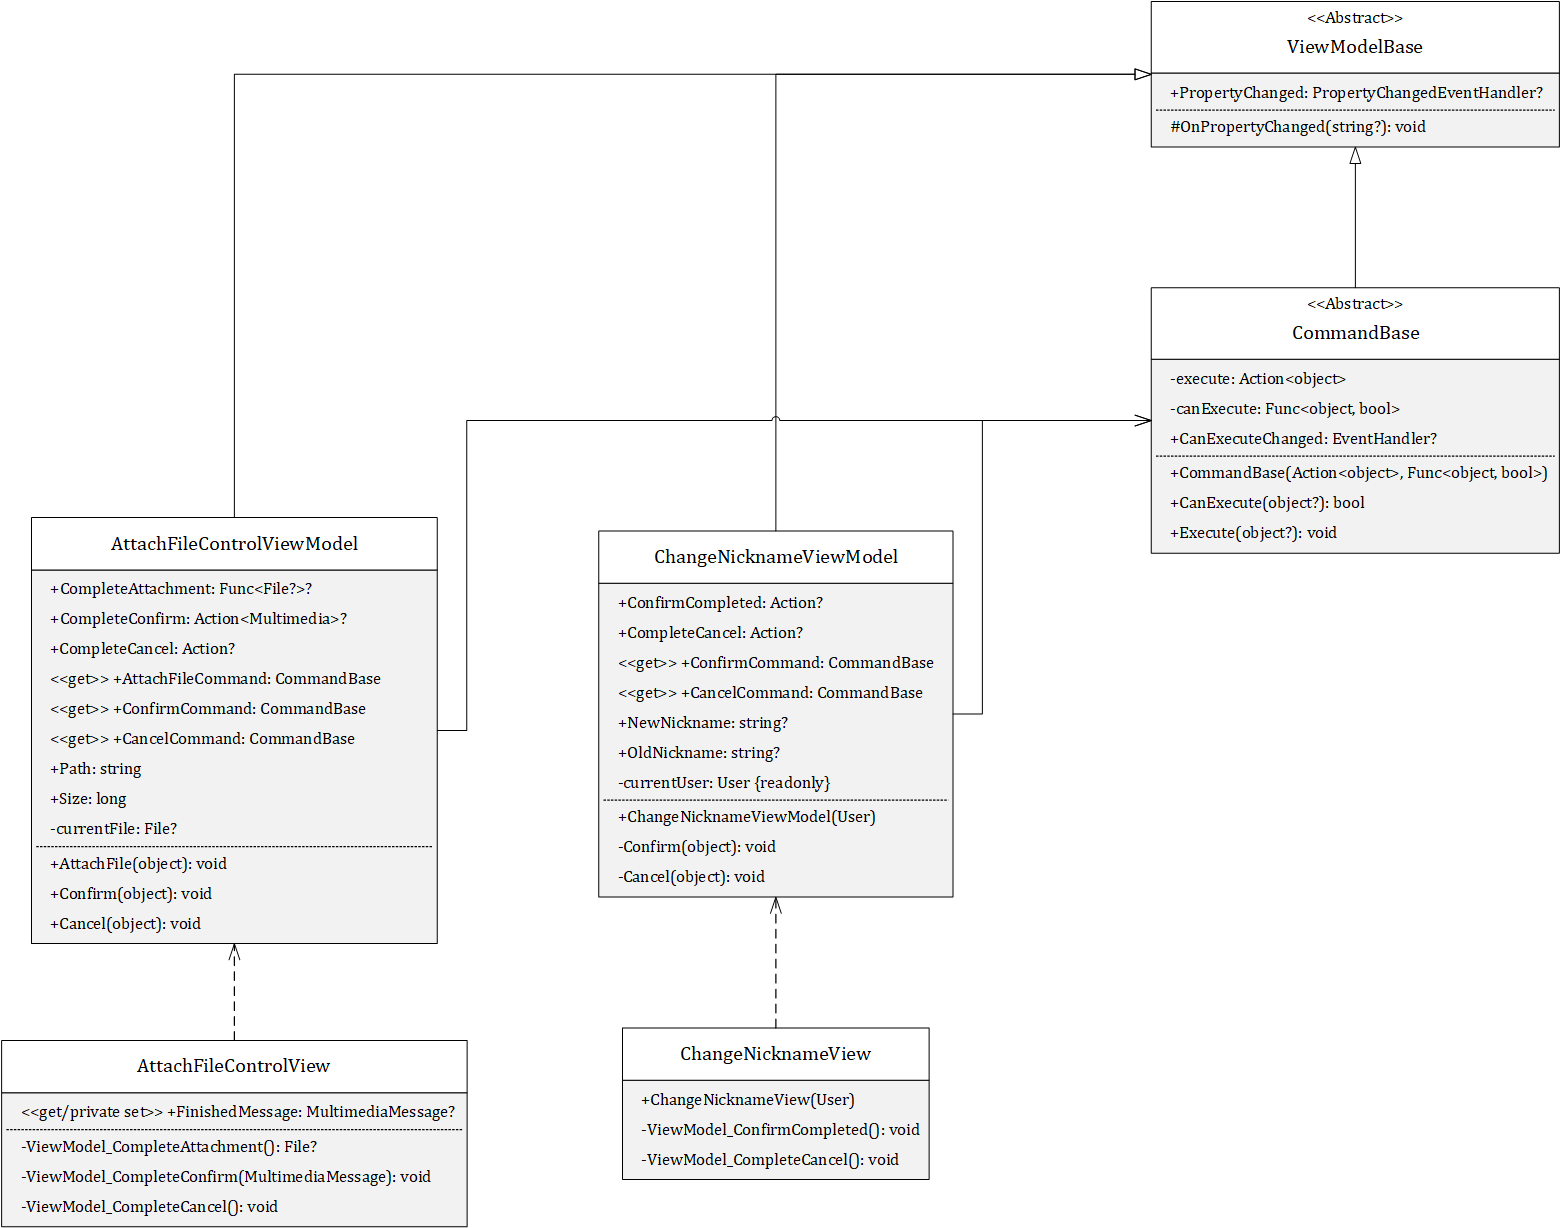 <<Abstract>>
ViewModelBase
+PropertyChanged: PropertyChangedEventHandler?
#OnPropertyChanged(string?): void
<<Abstract>>
CommandBase
-execute: Action<object>
-canExecute: Func<object, bool>
+CanExecuteChanged: EventHandler?
+CommandBase(Action<object>, Func<object, bool>)
+CanExecute(object?): bool
+Execute(object?): void
AttachFileControlViewModel
+CompleteAttachment: Func<File?>?
+CompleteConfirm: Action<Multimedia>?
+CompleteCancel: Action?
<<get>> +AttachFileCommand: CommandBase
<<get>> +ConfirmCommand: CommandBase
<<get>> +CancelCommand: CommandBase
+Path: string
+Size: long
-currentFile: File?
+AttachFile(object): void
+Confirm(object): void
+Cancel(object): void
ChangeNicknameViewModel
+ConfirmCompleted: Action?
+CompleteCancel: Action?
<<get>> +ConfirmCommand: CommandBase
<<get>> +CancelCommand: CommandBase
+NewNickname: string?
+OldNickname: string?
-currentUser: User {readonly}
+ChangeNicknameViewModel(User)
-Confirm(object): void
-Cancel(object): void
AttachFileControlView
<<get/private set>> +FinishedMessage: MultimediaMessage?
-ViewModel_CompleteAttachment(): File?
-ViewModel_CompleteConfirm(MultimediaMessage): void
-ViewModel_CompleteCancel(): void
ChangeNicknameView
+ChangeNicknameView(User)
-ViewModel_ConfirmCompleted(): void
-ViewModel_CompleteCancel(): void